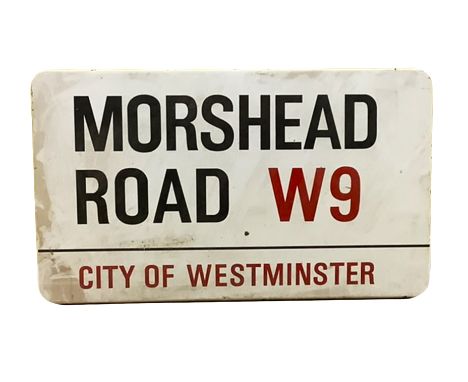 MORSHEAD
ROAD W9
CITY OF WESTMINSTER